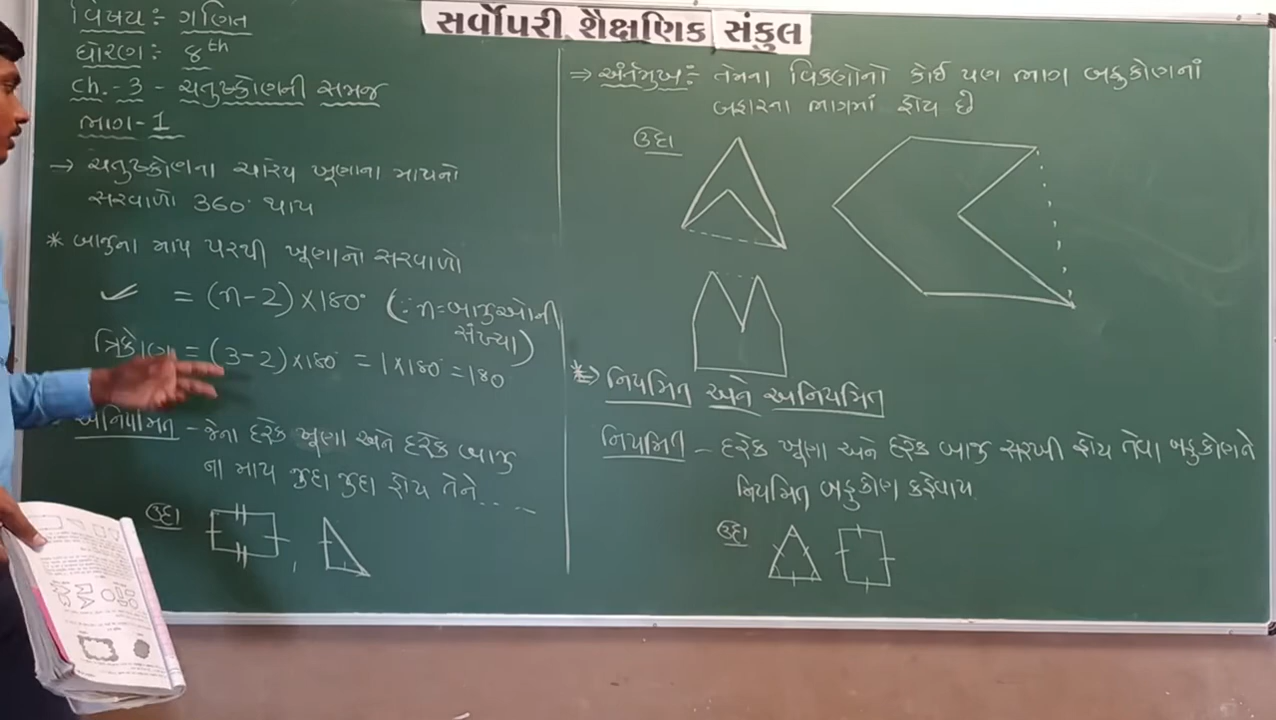 સર્વોપરી શૈક્ષણિક સંકુલ
વિષય :- ગણિત
ધોરણ :- 8th
Ch.-3 - ચતુષ્કોણની સમજ
ભાગ-1
→ ચતુષ્કોણના ચારેય ખૂણાના માપનો
સરવાળો 360° થાય
* બાજુના માપ પરથી ખૂણાનો સરવાળો
✓ = (n-2)×180° (∵ n=બાજુઓની
સંખ્યા)
ત્રિકોણ = (3-2)×180° = 1×180° = 180
અનિયમિત - જેના દરેક ખૂણા અને દરેક બાજુ
ના માપ જુદા જુદા હોય તેને....
ઉદા
⇒ અંર્તમુખ :- તેમના વિકર્ણોનો કોઈ પણ ભાગ બહુકોણનાં
બહારના ભાગમાં હોય છે
ઉદા
*⇒ નિયમિત અને અનિયમિત
નિયમિત - દરેક ખૂણા અને દરેક બાજુ સરખી હોય તેવા બહુકોણને
નિયમિત બહુકોણ કહેવાય
ઉદા